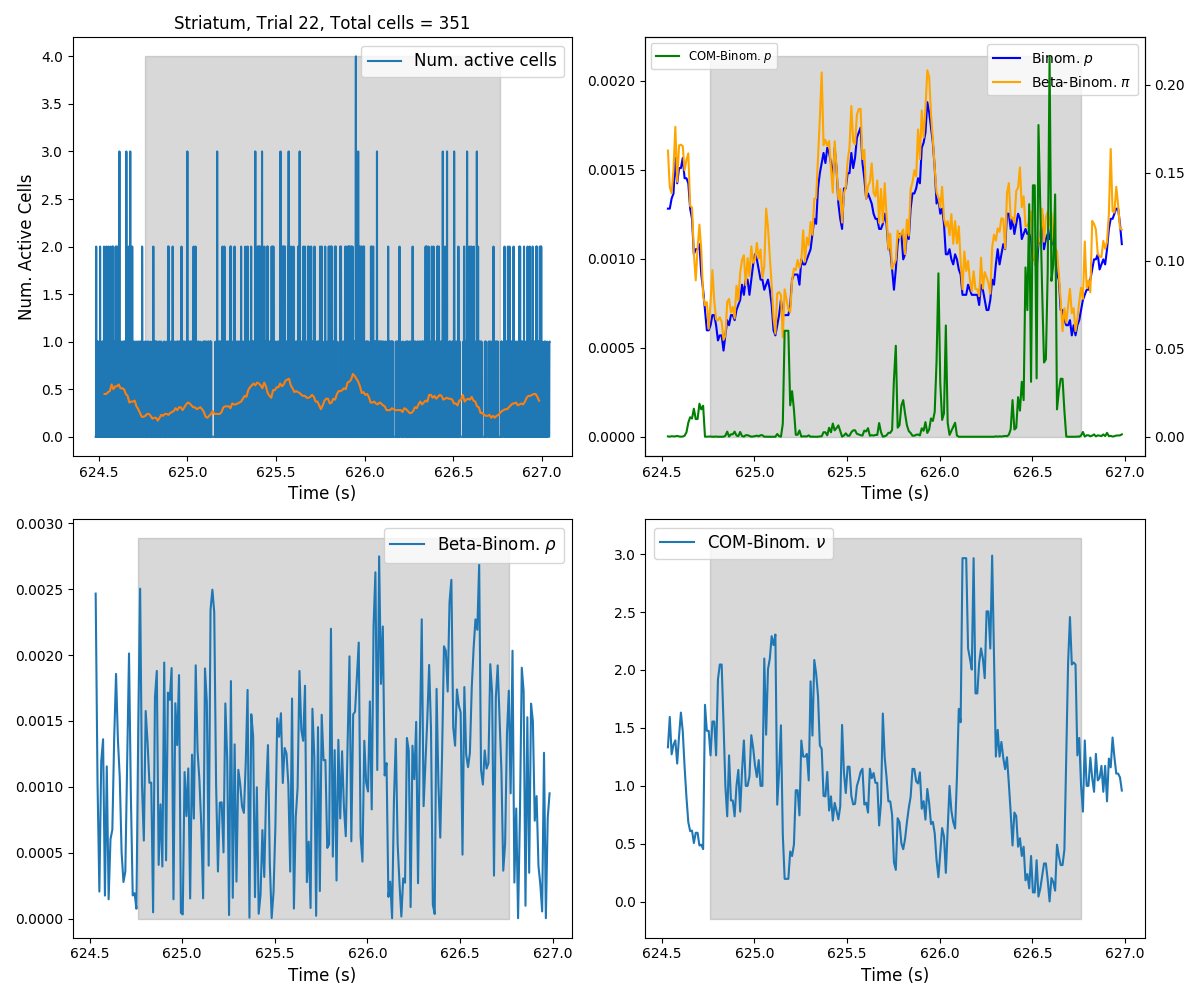 Striatum, Trial 22, Total cells = 351
Num. active cells
Num. Active Cells
4.0
3.5
3.0
2.5
2.0
1.5
1.0
0.5
0.0
624.5 625.0 625.5 626.0 626.5 627.0
Time (s)
COM-Binom. p
Binom. p
Beta-Binom. π
0.0020
0.0015
0.0010
0.0005
0.0000
0.20
0.15
0.10
0.05
0.00
624.5 625.0 625.5 626.0 626.5 627.0
Time (s)
Beta-Binom. ρ
0.0030
0.0025
0.0020
0.0015
0.0010
0.0005
0.0000
624.5 625.0 625.5 626.0 626.5 627.0
Time (s)
COM-Binom. ν
3.0
2.5
2.0
1.5
1.0
0.5
0.0
624.5 625.0 625.5 626.0 626.5 627.0
Time (s)